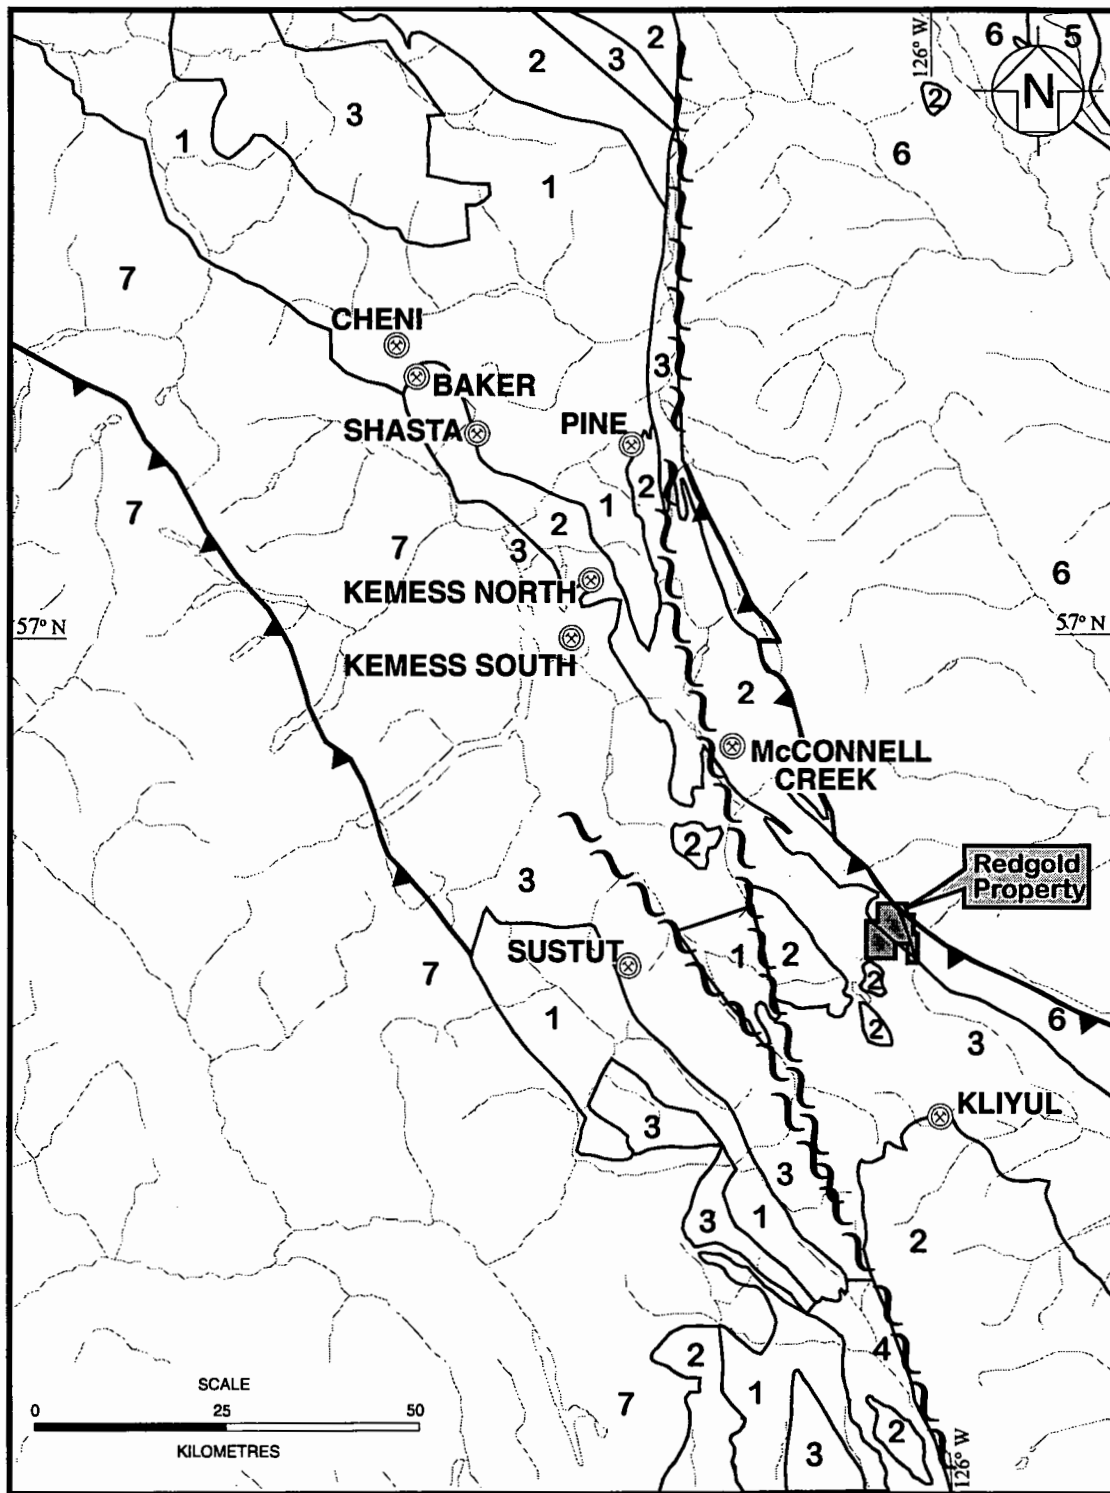 2
3
2
126° W
6
5
N
2
3
1
6
1
7
CHENI
3
BAKER
SHASTA
PINE
2
1
7
2
7
3
6
KEMESS NORTH
57° N
57° N
KEMESS SOUTH
2
McCONNELL
CREEK
2
3
Redgold
Property
SUSTUT
1
2
7
2
1
2
6
3
KLIYUL
3
3
3
1
2
4
2
1
7
2
3
SCALE
0 25 50
KILOMETRES
126° W